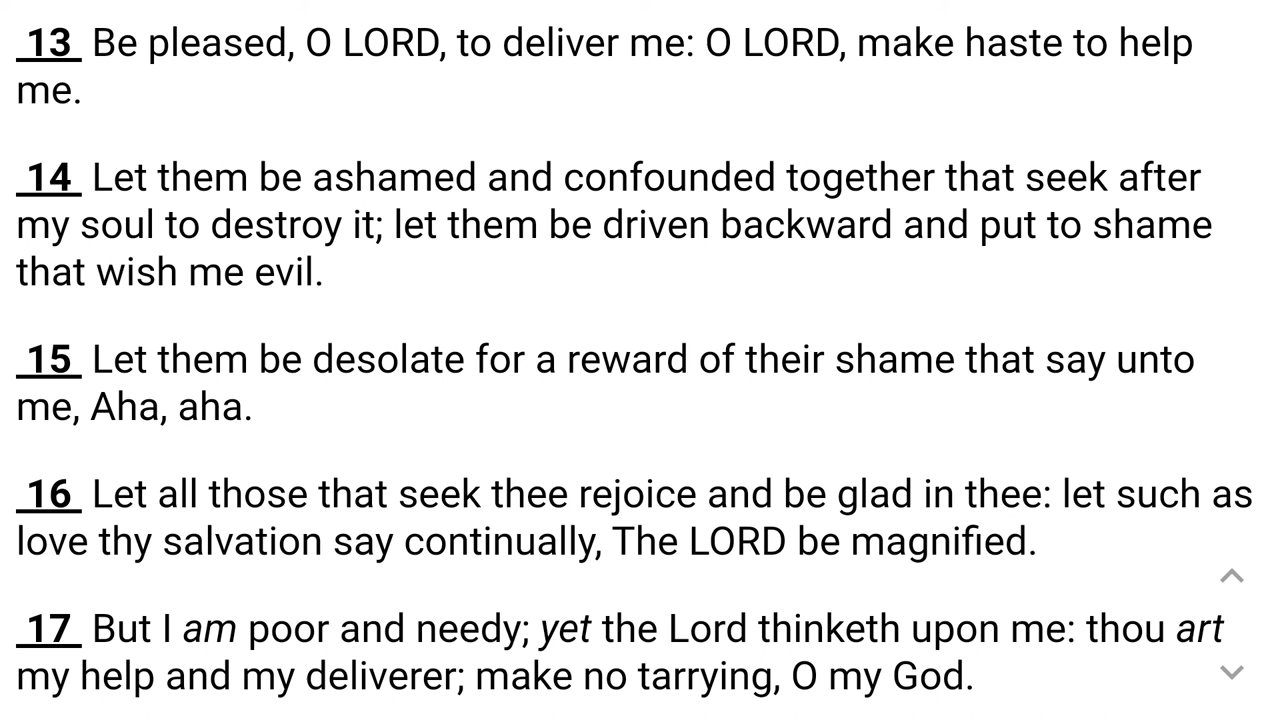 13 Be pleased, O LORD, to deliver me: O LORD, make haste to help
me.
14 Let them be ashamed and confounded together that seek after
my soul to destroy it; let them be driven backward and put to shame
that wish me evil.
15 Let them be desolate for a reward of their shame that say unto
me, Aha, aha.
16 Let all those that seek thee rejoice and be glad in thee: let such as
love thy salvation say continually, The LORD be magnified.
17 But I am poor and needy; yet the Lord thinketh upon me: thou art
my help and my deliverer; make no tarrying, O my God.